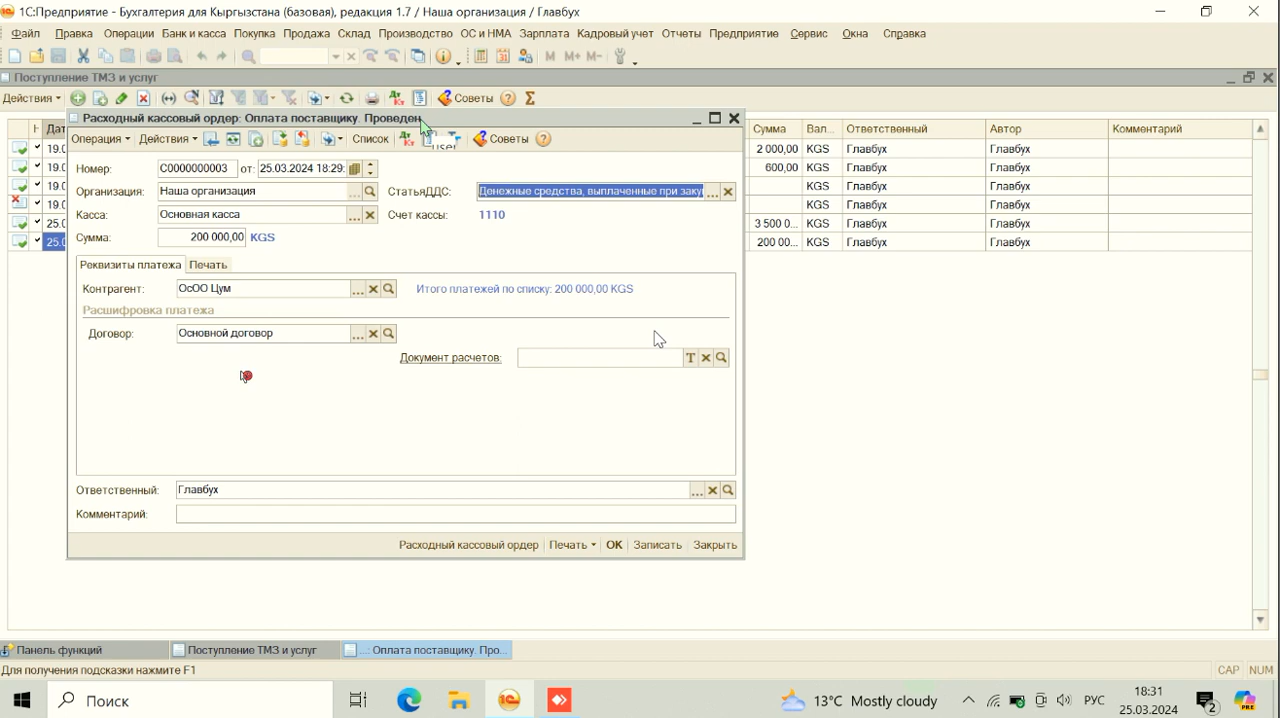 1С:Предприятие - Бухгалтерия для Кыргызстана (базовая), редакция 1.7 / Наша организация / Главбух
Файл Правка Операции Банк и касса Покупка Продажа Склад Производство ОС и НМА Зарплата Кадровый учет Отчеты Предприятие Сервис Окна Справка
M M+ M-
Поступление ТМЗ и услуг
Действия Советы
Дат Сумма Вал... Ответственный Автор Комментарий
19.0 2 000,00 KGS Главбух Главбух
19.0 600,00 KGS Главбух Главбух
19.0 KGS Главбух Главбух
19.0 KGS Главбух Главбух
25.0 3 500 0... KGS Главбух Главбух
25.0 200 00... KGS Главбух Главбух
Расходный кассовый ордер: Оплата поставщику. Проведен
Операция Действия Список Советы
user
Номер: С0000000003 от: 25.03.2024 18:29:
Организация: Наша организация СтатьяДДС: Денежные средства, выплаченные при заку
Касса: Основная касса Счет кассы: 1110
Сумма: 200 000,00 KGS
Реквизиты платежа Печать
Контрагент: ОсОО Цум Итого платежей по списку: 200 000,00 KGS
Расшифровка платежа
Договор: Основной договор
Документ расчетов: T
Ответственный: Главбух
Комментарий:
Расходный кассовый ордер Печать OK Записать Закрыть
Панель функций Поступление ТМЗ и услуг ...: Оплата поставщику. Про...
Для получения подсказки нажмите F1 CAP NUM
Поиск 13°C Mostly cloudy РУС 18:31
25.03.2024 2 PRE